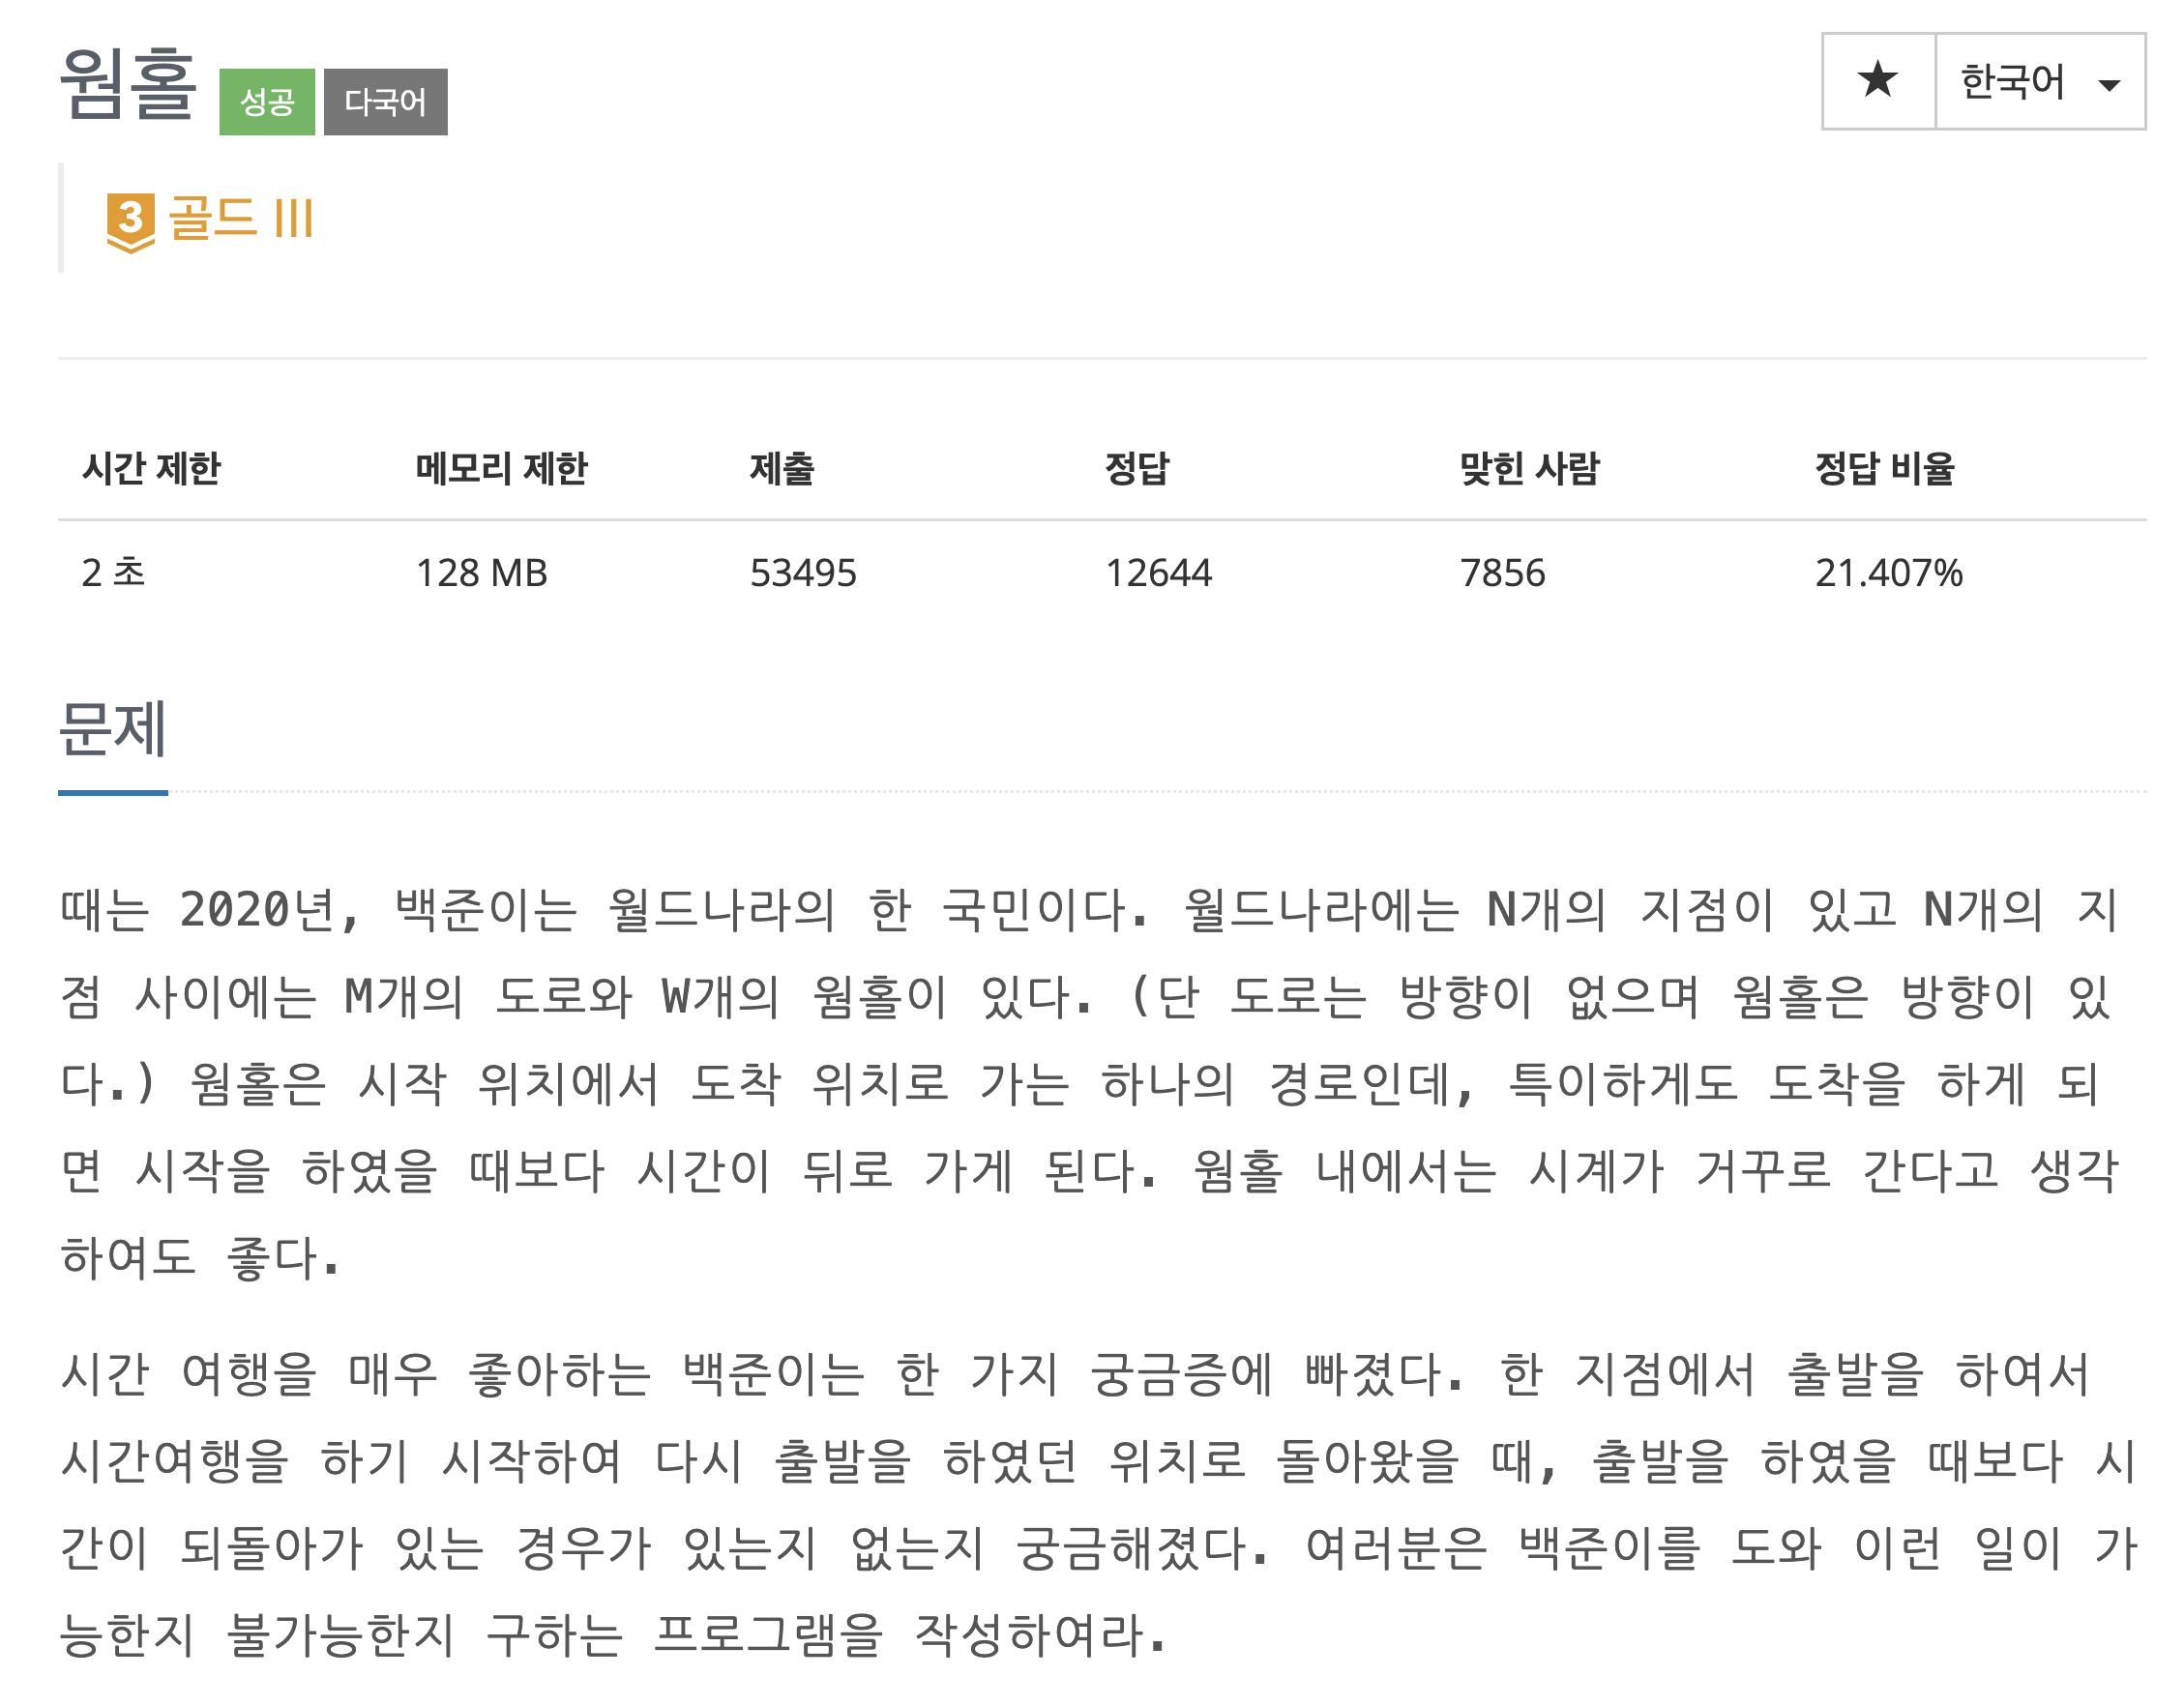 웜홀 성공 다국어 ★ 한국어
3 골드 III
시간 제한 메모리 제한 제출 정답 맞힌 사람 정답 비율
2 초 128 MB 53495 12644 7856 21.407%
문제
때는 2020년, 백준이는 월드나라의 한 국민이다. 월드나라에는 N개의 지점이 있고 N개의 지
점 사이에는 M개의 도로와 W개의 웜홀이 있다. (단 도로는 방향이 없으며 웜홀은 방향이 있
다.) 웜홀은 시작 위치에서 도착 위치로 가는 하나의 경로인데, 특이하게도 도착을 하게 되
면 시작을 하였을 때보다 시간이 뒤로 가게 된다. 웜홀 내에서는 시계가 거꾸로 간다고 생각
하여도 좋다.
시간 여행을 매우 좋아하는 백준이는 한 가지 궁금증에 빠졌다. 한 지점에서 출발을 하여서
시간여행을 하기 시작하여 다시 출발을 하였던 위치로 돌아왔을 때, 출발을 하였을 때보다 시
간이 되돌아가 있는 경우가 있는지 없는지 궁금해졌다. 여러분은 백준이를 도와 이런 일이 가
능한지 불가능한지 구하는 프로그램을 작성하여라.